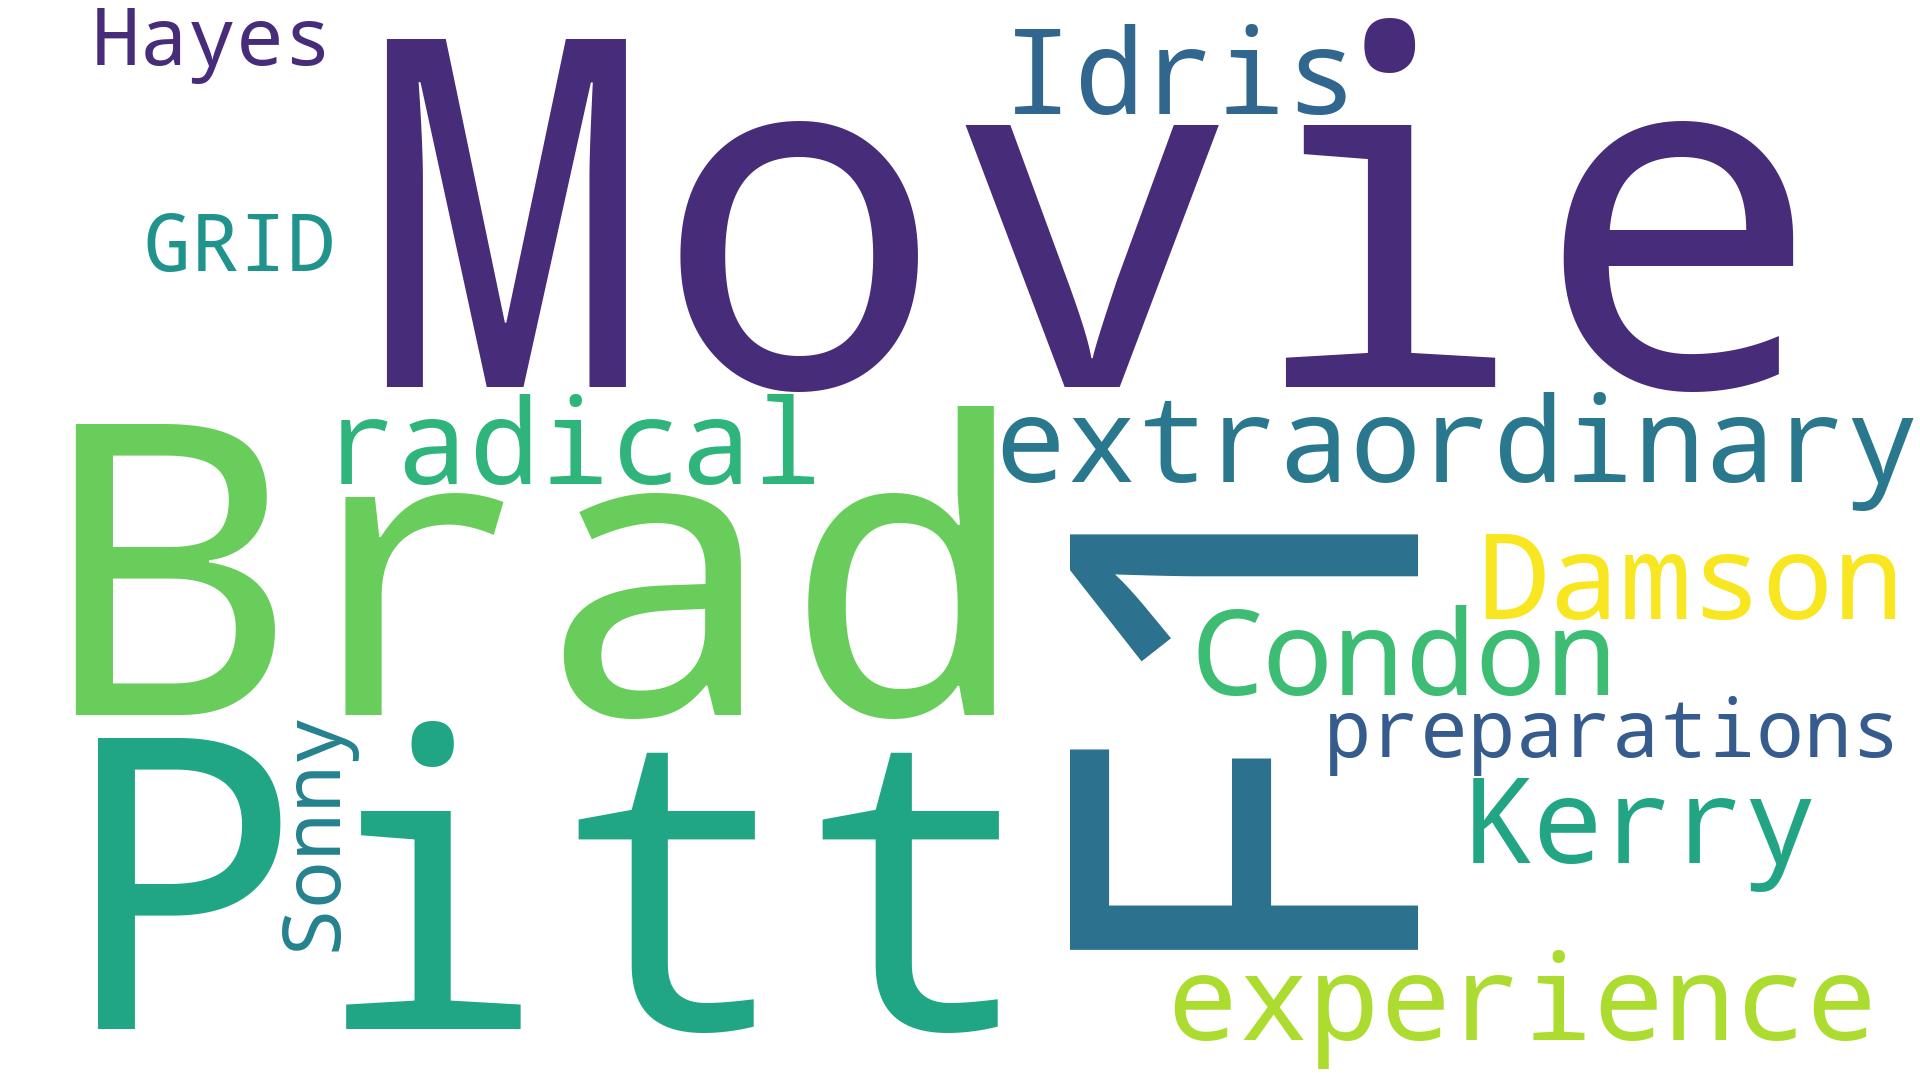 Hayes
Movie
Idris
GRID
radical
extraordinary
Brad
F1
Damson
Condon
preparations
Pitt
Sonny
Kerry
experience